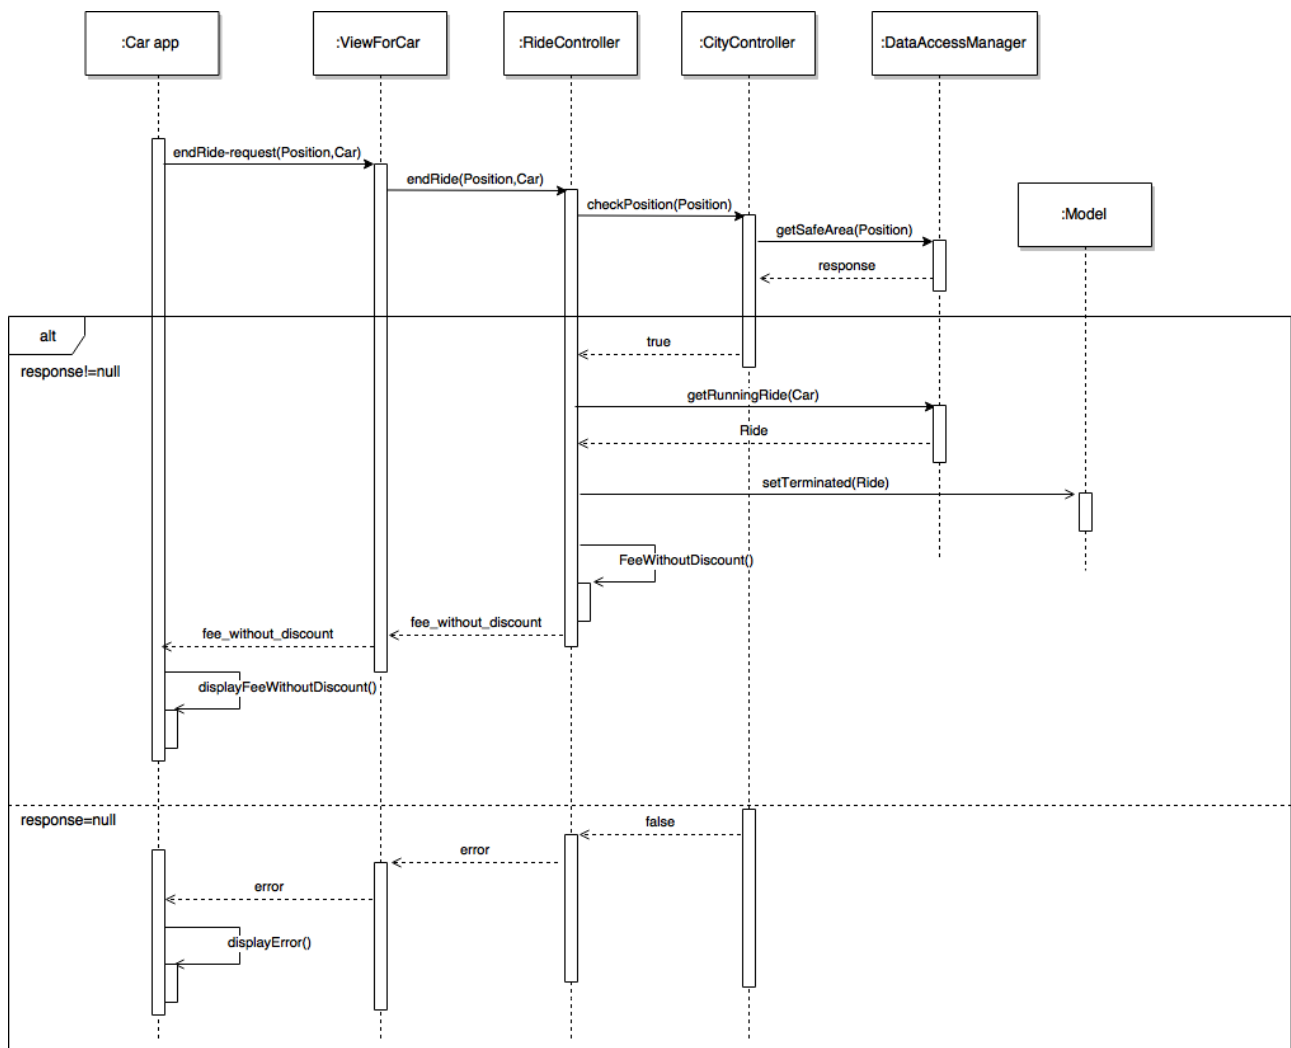 :Car app
:ViewForCar
:RideController
:CityController
:DataAccessManager
endRide-request(Position,Car)
endRide(Position,Car)
checkPosition(Position)
:Model
getSafeArea(Position)
response
alt
true
response!=null
getRunningRide(Car)
Ride
setTerminated(Ride)
FeeWithoutDiscount()
fee_without_discount
fee_without_discount
displayFeeWithoutDiscount()
response=null
false
error
error
displayError()